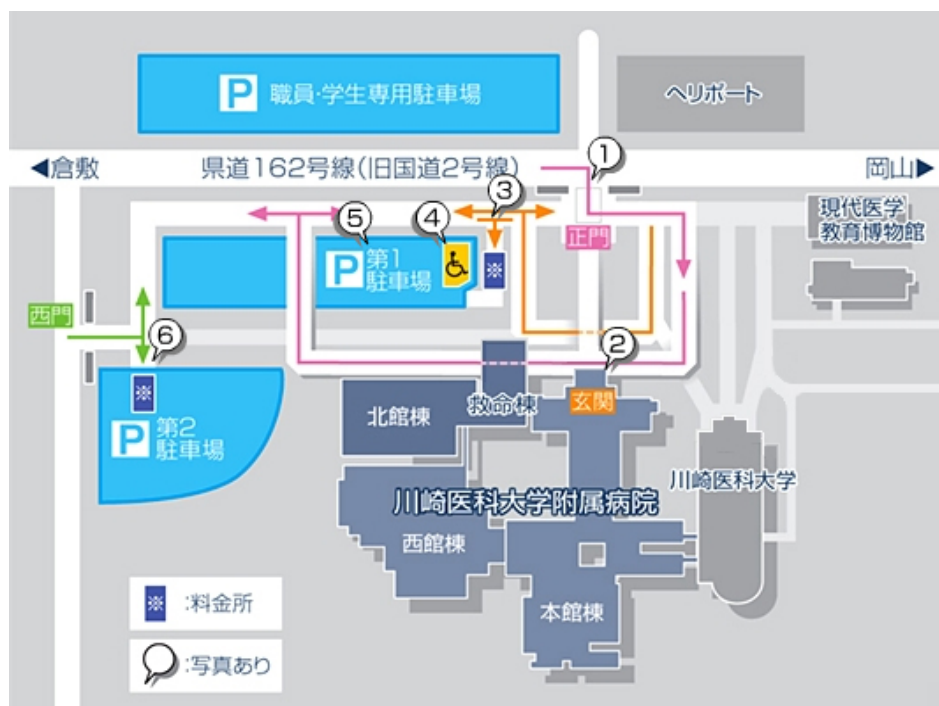 P 職員・学生専用駐車場
ヘリポート
◀倉敷
県道162号線(旧国道2号線)
岡山▶
①
③
④
⑤
正門
現代医学
教育博物館
P 第1
駐車場
※
西門
⑥
②
※
P 第2
駐車場
北館棟
救命棟
玄関
川崎医科大学
川崎医科大学附属病院
西館棟
本館棟
※ :料金所
:写真あり